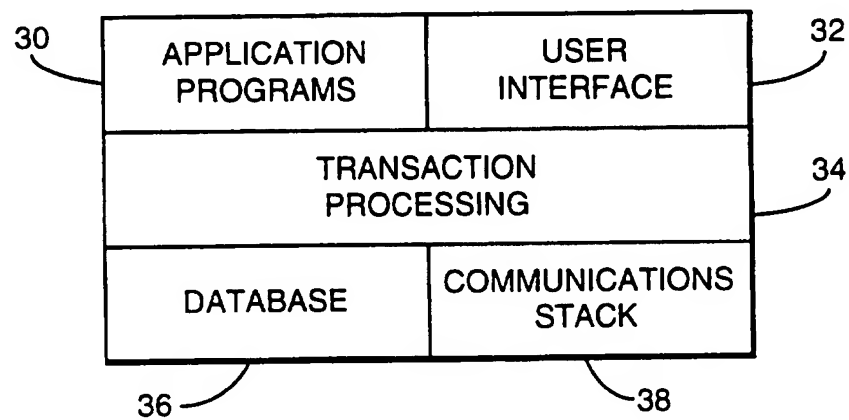 30
APPLICATION
PROGRAMS
USER
INTERFACE
32
TRANSACTION
PROCESSING
34
DATABASE
COMMUNICATIONS
STACK
36
38